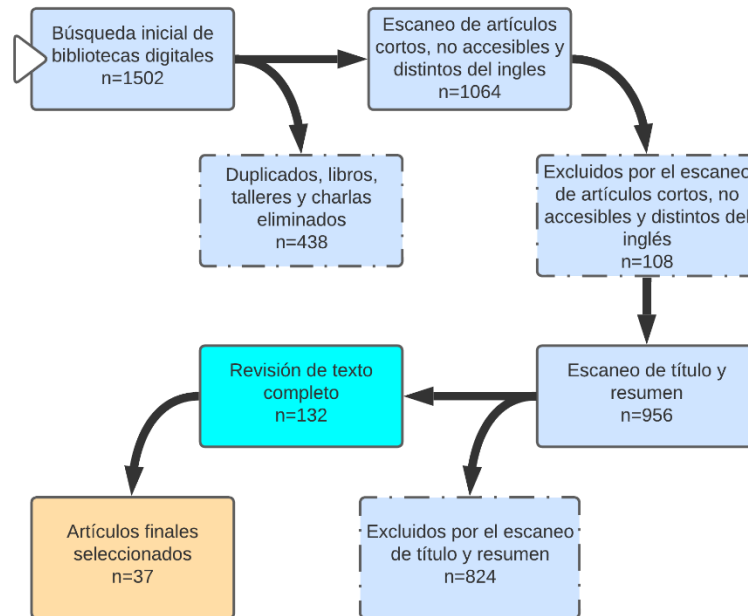 Búsqueda inicial de
bibliotecas digitales
n=1502
Escaneo de artículos
cortos, no accesibles y
distintos del ingles
n=1064
Duplicados, libros,
talleres y charlas
eliminados
n=438
Excluidos por el escaneo
de artículos cortos, no
accesibles y distintos del
inglés
n=108
Revisión de texto
completo
n=132
Escaneo de título y
resumen
n=956
Artículos finales
seleccionados
n=37
Excluidos por el escaneo
de título y resumen
n=824